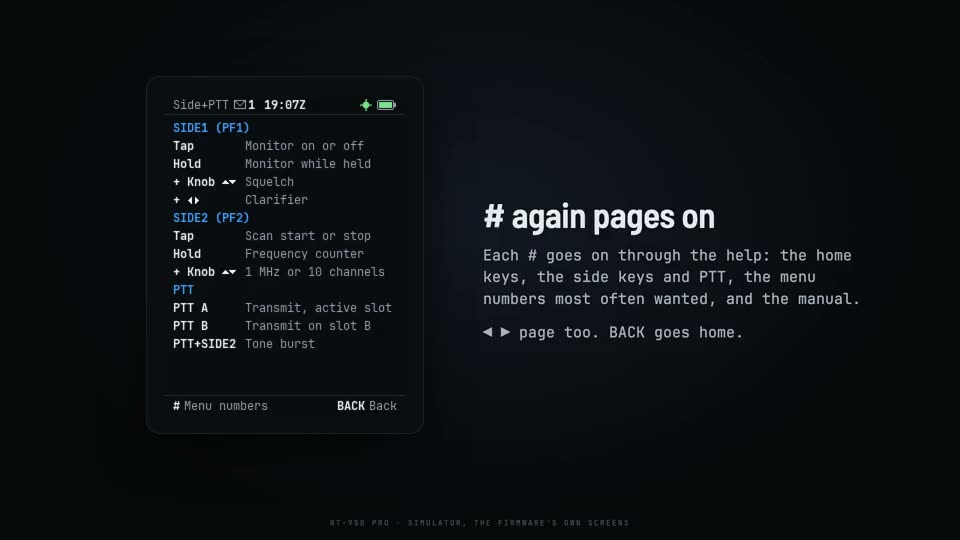 Side+PTT 1 19:07Z
SIDE1 (PF1)
Tap Monitor on or off
Hold Monitor while held
+ Knob ▲▼ Squelch
+ ◀▶ Clarifier
SIDE2 (PF2)
Tap Scan start or stop
Hold Frequency counter
+ Knob ▲▼ 1 MHz or 10 channels
PTT
PTT A Transmit, active slot
PTT B Transmit on slot B
PTT+SIDE2 Tone burst
# Menu numbers BACK Back
# again pages on
Each # goes on through the help: the home
keys, the side keys and PTT, the menu
numbers most often wanted, and the manual.
◀ ▶ page too. BACK goes home.
RT-950 PRO · SIMULATOR, THE FIRMWARE'S OWN SCREENS